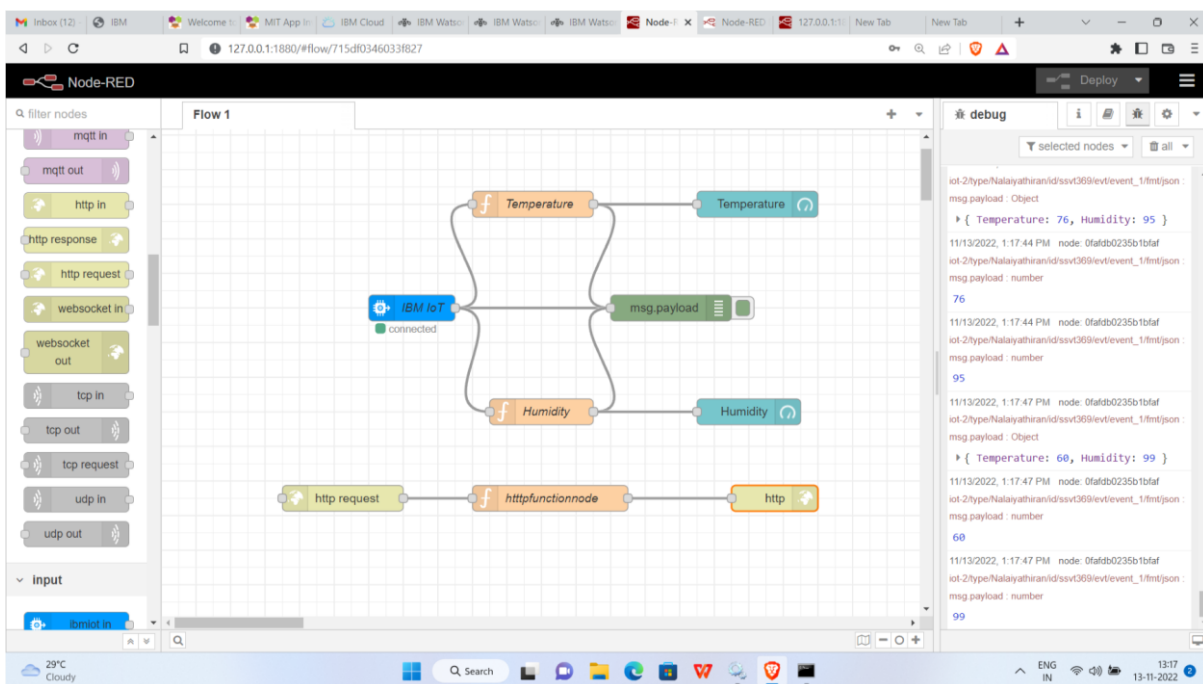 Inbox (12)
IBM
Welcome to
MIT App In
IBM Cloud
IBM Watso
IBM Watso
IBM Watso
Node-R
Node-RED
127.0.0.1:18
New Tab
New Tab
127.0.0.1:1880/#flow/715df0346033f827
Node-RED
Deploy
filter nodes
Flow 1
debug
i
selected nodes
all
mqtt in
mqtt out
http in
http response
http request
websocket in
websocket
out
tcp in
tcp out
tcp request
udp in
udp out
input
ibmiot in
Temperature
Temperature
IBM IoT
connected
msg.payload
Humidity
Humidity
http request
htttpfunctionnode
http
iot-2/type/Nalaiyathiran/id/ssvt369/evt/event_1/fmt/json :
msg.payload : Object
{ Temperature: 76, Humidity: 95 }
11/13/2022, 1:17:44 PM node: 0fafdb0235b1bfaf
iot-2/type/Nalaiyathiran/id/ssvt369/evt/event_1/fmt/json :
msg.payload : number
76
11/13/2022, 1:17:44 PM node: 0fafdb0235b1bfaf
iot-2/type/Nalaiyathiran/id/ssvt369/evt/event_1/fmt/json :
msg.payload : number
95
11/13/2022, 1:17:47 PM node: 0fafdb0235b1bfaf
iot-2/type/Nalaiyathiran/id/ssvt369/evt/event_1/fmt/json :
msg.payload : Object
{ Temperature: 60, Humidity: 99 }
11/13/2022, 1:17:47 PM node: 0fafdb0235b1bfaf
iot-2/type/Nalaiyathiran/id/ssvt369/evt/event_1/fmt/json :
msg.payload : number
60
11/13/2022, 1:17:47 PM node: 0fafdb0235b1bfaf
iot-2/type/Nalaiyathiran/id/ssvt369/evt/event_1/fmt/json :
msg.payload : number
99
29°C
Cloudy
Search
ENG
IN
13:17
13-11-2022
2